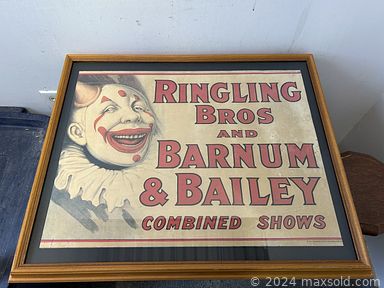 RINGLING
BROS
AND
BARNUM
& BAILEY
COMBINED SHOWS
© 2024 maxsold.com